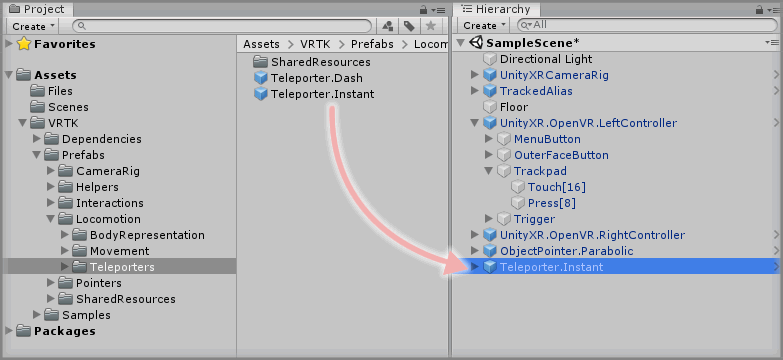 Project
Create
Favorites
Assets
Files
Scenes
VRTK
Dependencies
Prefabs
CameraRig
Helpers
Interactions
Locomotion
BodyRepresentation
Movement
Teleporters
Pointers
SharedResources
Samples
Packages
Assets VRTK Prefabs Locom
SharedResources
Teleporter.Dash
Teleporter.Instant
Hierarchy
Create All
SampleScene*
Directional Light
UnityXRCameraRig
TrackedAlias
Floor
UnityXR.OpenVR.LeftController
MenuButton
OuterFaceButton
Trackpad
Touch[16]
Press[8]
Trigger
UnityXR.OpenVR.RightController
ObjectPointer.Parabolic
Teleporter.Instant